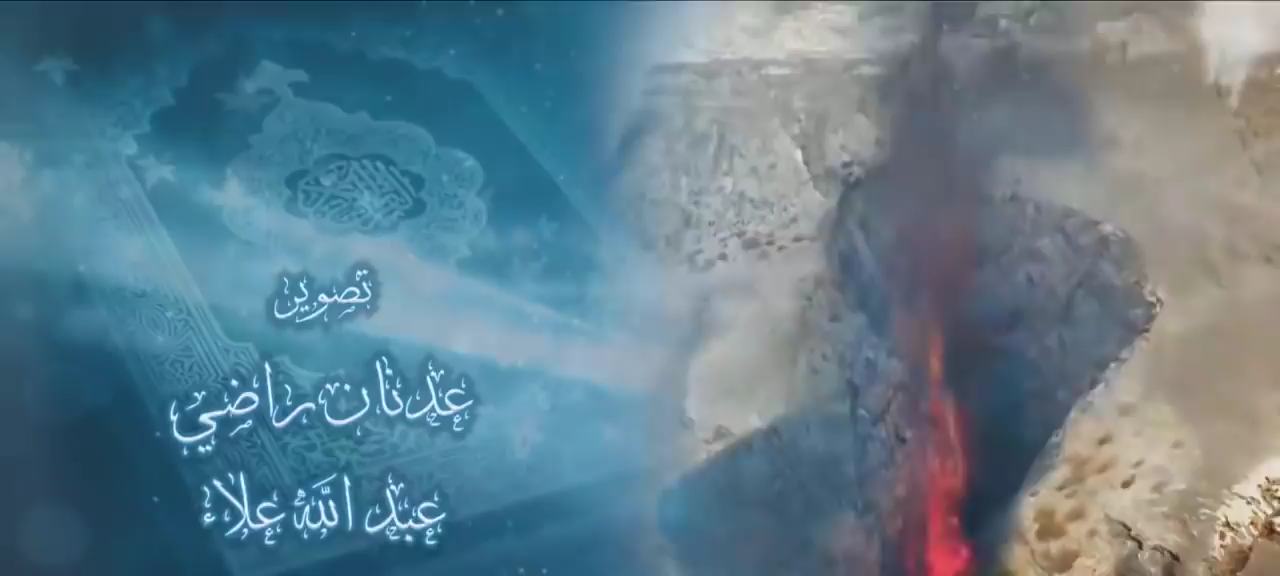 تصوير
عدنان راضي
عبد الله علاء